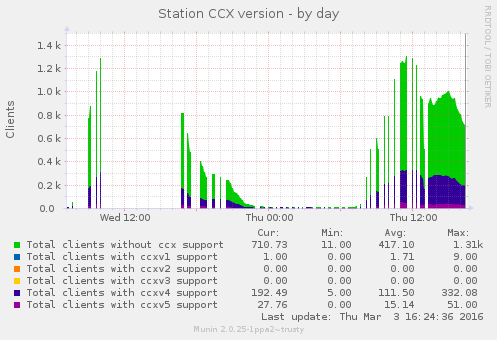 Station CCX version - by day
RRDTOOL / TOBI OETIKER
Clients
1.4 k
1.2 k
1.0 k
0.8 k
0.6 k
0.4 k
0.2 k
0.0
Wed 12:00 Thu 00:00 Thu 12:00
Cur: Min: Avg: Max:
Total clients without ccx support 710.73 11.00 417.10 1.31k
Total clients with ccxv1 support 1.00 0.00 1.71 9.00
Total clients with ccxv2 support 0.00 0.00 0.00 0.00
Total clients with ccxv3 support 0.00 0.00 0.00 0.00
Total clients with ccxv4 support 192.49 5.00 111.50 332.08
Total clients with ccxv5 support 27.76 0.00 15.14 51.00
Last update: Thu Mar 3 16:24:36 2016
Munin 2.0.25-1ppa2~trusty